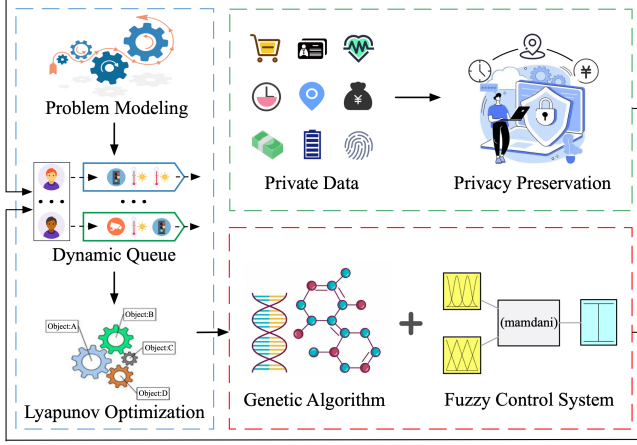 Problem Modeling
Dynamic Queue
Object:A
Object:B
Object:C
Object:D
Lyapunov Optimization
¥
Private Data
¥
Privacy Preservation
Genetic Algorithm
+
(mamdani)
Fuzzy Control System